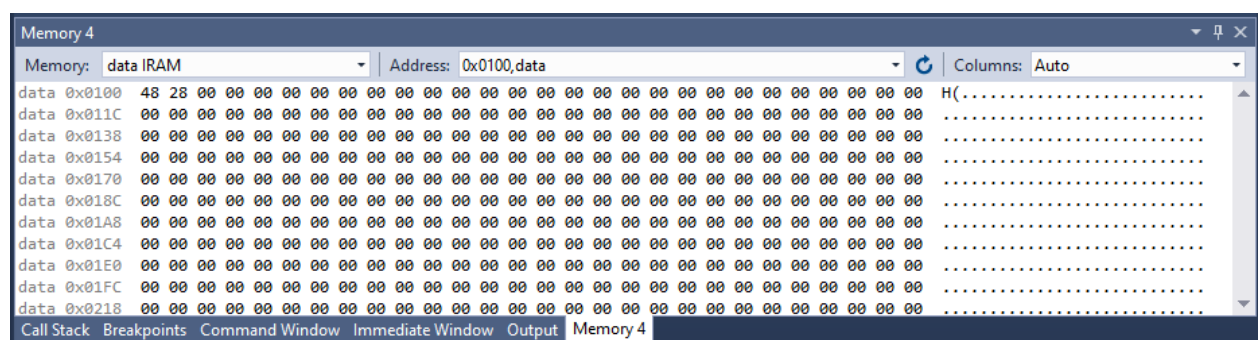 Memory 4
Memory: data IRAM Address: 0x0100,data Columns: Auto
data 0x0100 48 28 00 00 00 00 00 00 00 00 00 00 00 00 00 00 00 00 00 00 00 00 00 00 00 00 00 00 H(..........................
data 0x011C 00 00 00 00 00 00 00 00 00 00 00 00 00 00 00 00 00 00 00 00 00 00 00 00 00 00 00 00 ............................
data 0x0138 00 00 00 00 00 00 00 00 00 00 00 00 00 00 00 00 00 00 00 00 00 00 00 00 00 00 00 00 ............................
data 0x0154 00 00 00 00 00 00 00 00 00 00 00 00 00 00 00 00 00 00 00 00 00 00 00 00 00 00 00 00 ............................
data 0x0170 00 00 00 00 00 00 00 00 00 00 00 00 00 00 00 00 00 00 00 00 00 00 00 00 00 00 00 00 ............................
data 0x018C 00 00 00 00 00 00 00 00 00 00 00 00 00 00 00 00 00 00 00 00 00 00 00 00 00 00 00 00 ............................
data 0x01A8 00 00 00 00 00 00 00 00 00 00 00 00 00 00 00 00 00 00 00 00 00 00 00 00 00 00 00 00 ............................
data 0x01C4 00 00 00 00 00 00 00 00 00 00 00 00 00 00 00 00 00 00 00 00 00 00 00 00 00 00 00 00 ............................
data 0x01E0 00 00 00 00 00 00 00 00 00 00 00 00 00 00 00 00 00 00 00 00 00 00 00 00 00 00 00 00 ............................
data 0x01FC 00 00 00 00 00 00 00 00 00 00 00 00 00 00 00 00 00 00 00 00 00 00 00 00 00 00 00 00 ............................
data 0x0218 00 00 00 00 00 00 00 00 00 00 00 00 00 00 00 00 00 00 00 00 00 00 00 00 00 00 00 00 ............................
Call Stack Breakpoints Command Window Immediate Window Output Memory 4